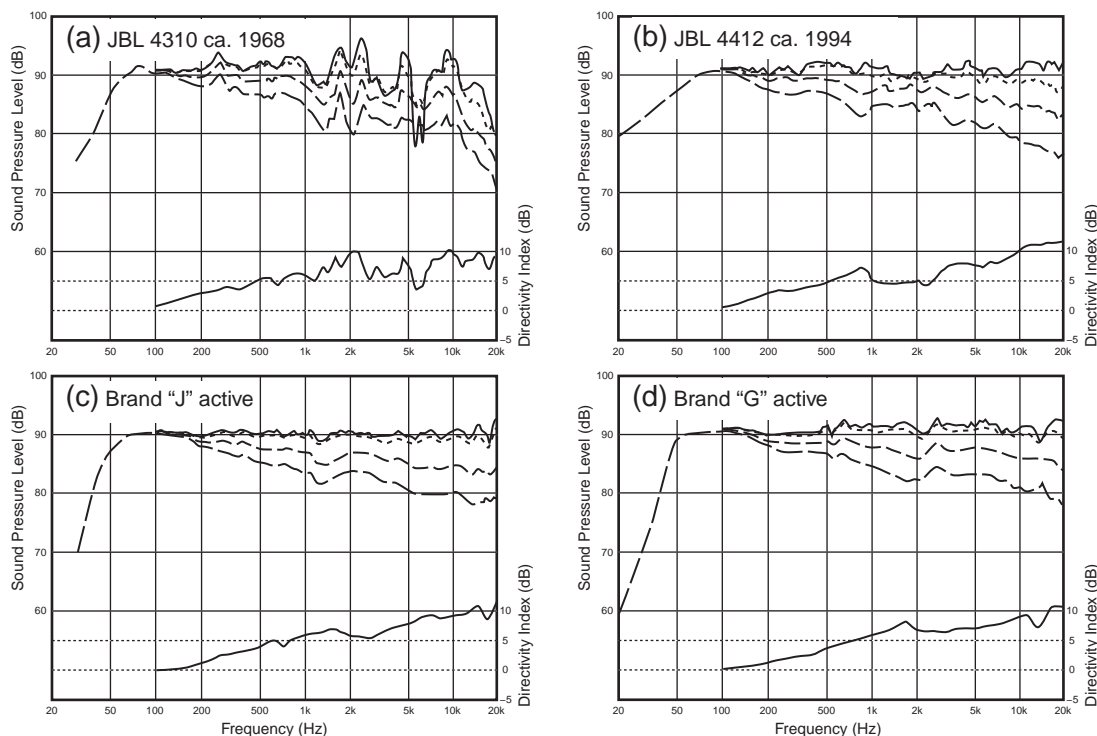 (a) JBL 4310 ca. 1968
100
90
80
70
60
Sound Pressure Level (dB)
10
5
0
–5
Directivity Index (dB)
20 50 100 200 500 1k 2k 5k 10k 20k
(b) JBL 4412 ca. 1994
100
90
80
70
60
Sound Pressure Level (dB)
10
5
0
–5
Directivity Index (dB)
20 50 100 200 500 1k 2k 5k 10k 20k
(c) Brand “J” active
100
90
80
70
60
Sound Pressure Level (dB)
10
5
0
–5
Directivity Index (dB)
20 50 100 200 500 1k 2k 5k 10k 20k
Frequency (Hz)
(d) Brand “G” active
100
90
80
70
60
Sound Pressure Level (dB)
10
5
0
–5
Directivity Index (dB)
20 50 100 200 500 1k 2k 5k 10k 20k
Frequency (Hz)